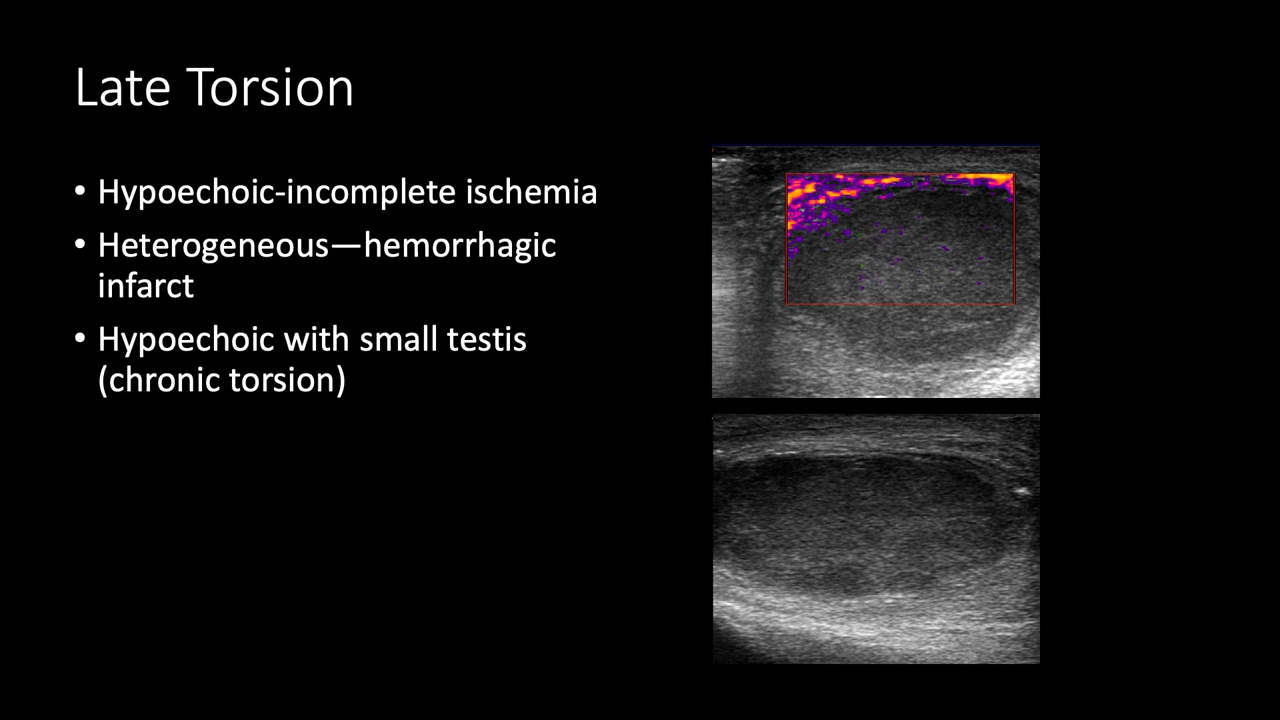 Late Torsion
• Hypoechoic-incomplete ischemia
• Heterogeneous—hemorrhagic
infarct
• Hypoechoic with small testis
(chronic torsion)